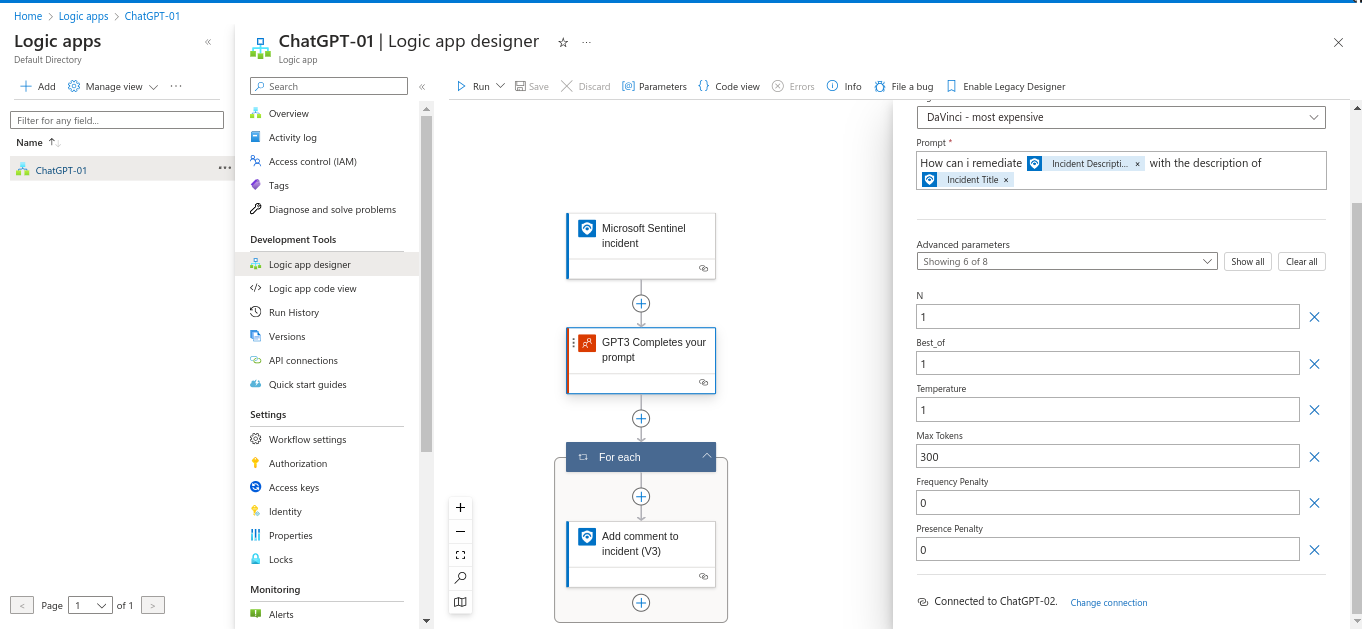 Home > Logic apps > ChatGPT-01
Logic apps
Default Directory
Add
Manage view
Filter for any field...
Name
ChatGPT-01
Page 1 of 1
ChatGPT-01 | Logic app designer
Logic app
Search
Overview
Activity log
Access control (IAM)
Tags
Diagnose and solve problems
Development Tools
Logic app designer
Logic app code view
Run History
Versions
API connections
Quick start guides
Settings
Workflow settings
Authorization
Access keys
Identity
Properties
Locks
Monitoring
Alerts
Run
Save
Discard
Parameters
Code view
Errors
Info
File a bug
Enable Legacy Designer
Microsoft Sentinel
incident
GPT3 Completes your
prompt
For each
Add comment to
incident (V3)
DaVinci - most expensive
Prompt *
How can i remediate Incident Descripti... × with the description of
Incident Title ×
Advanced parameters
Showing 6 of 8
Show all
Clear all
N
1
Best_of
1
Temperature
1
Max Tokens
300
Frequency Penalty
0
Presence Penalty
0
Connected to ChatGPT-02. Change connection